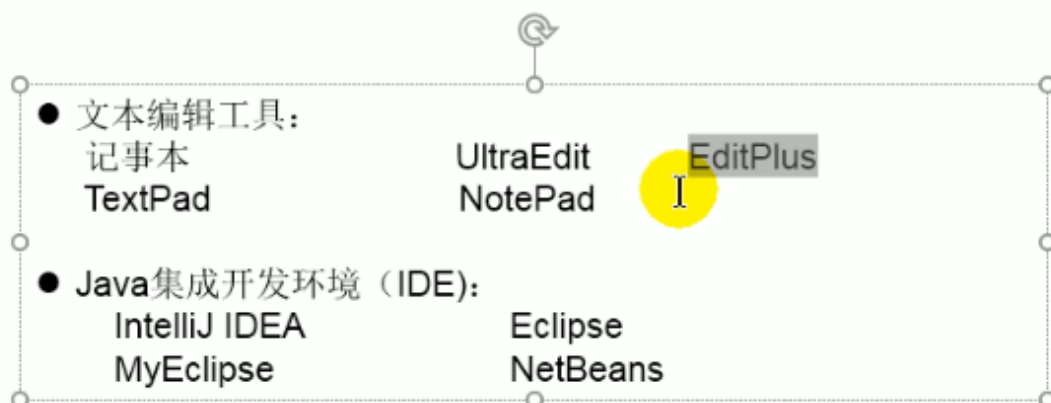 ● 文本编辑工具：
记事本 UltraEdit EditPlus
TextPad NotePad
● Java集成开发环境（IDE)：
IntelliJ IDEA Eclipse
MyEclipse NetBeans